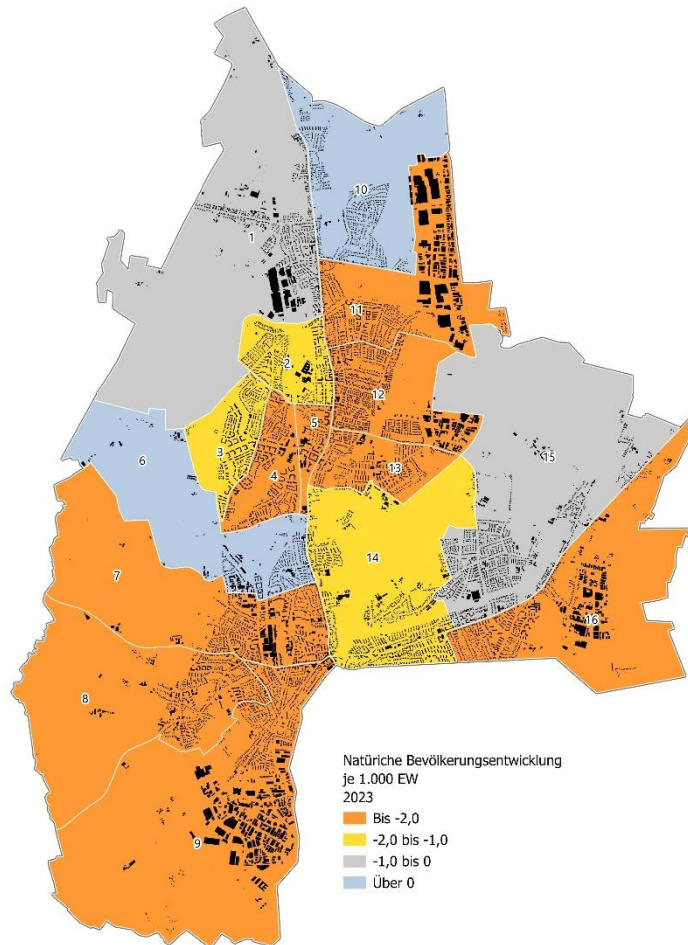 10
1
11
2
12
5
3
6
4
13
15
14
7
16
8
9
Natüriche Bevölkerungsentwicklung
je 1.000 EW
2023
Bis -2,0
-2,0 bis -1,0
-1,0 bis 0
Über 0